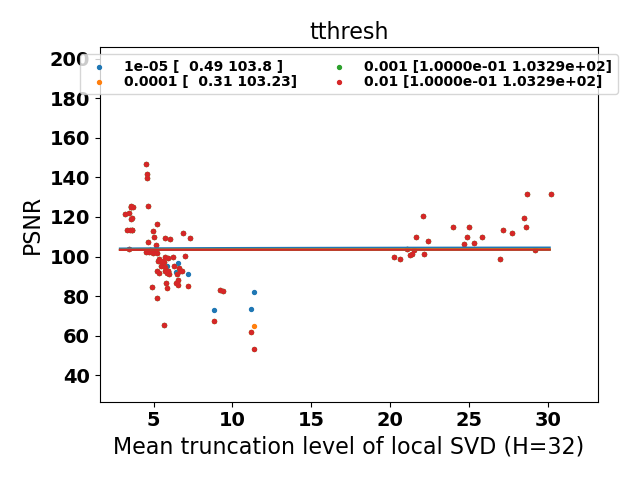 tthresh
1e-05 [  0.49 103.8 ]
0.0001 [  0.31 103.23]
0.001 [1.0000e-01 1.0329e+02]
0.01 [1.0000e-01 1.0329e+02]
PSNR
200
180
160
140
120
100
80
60
40
5 10 15 20 25 30
Mean truncation level of local SVD (H=32)